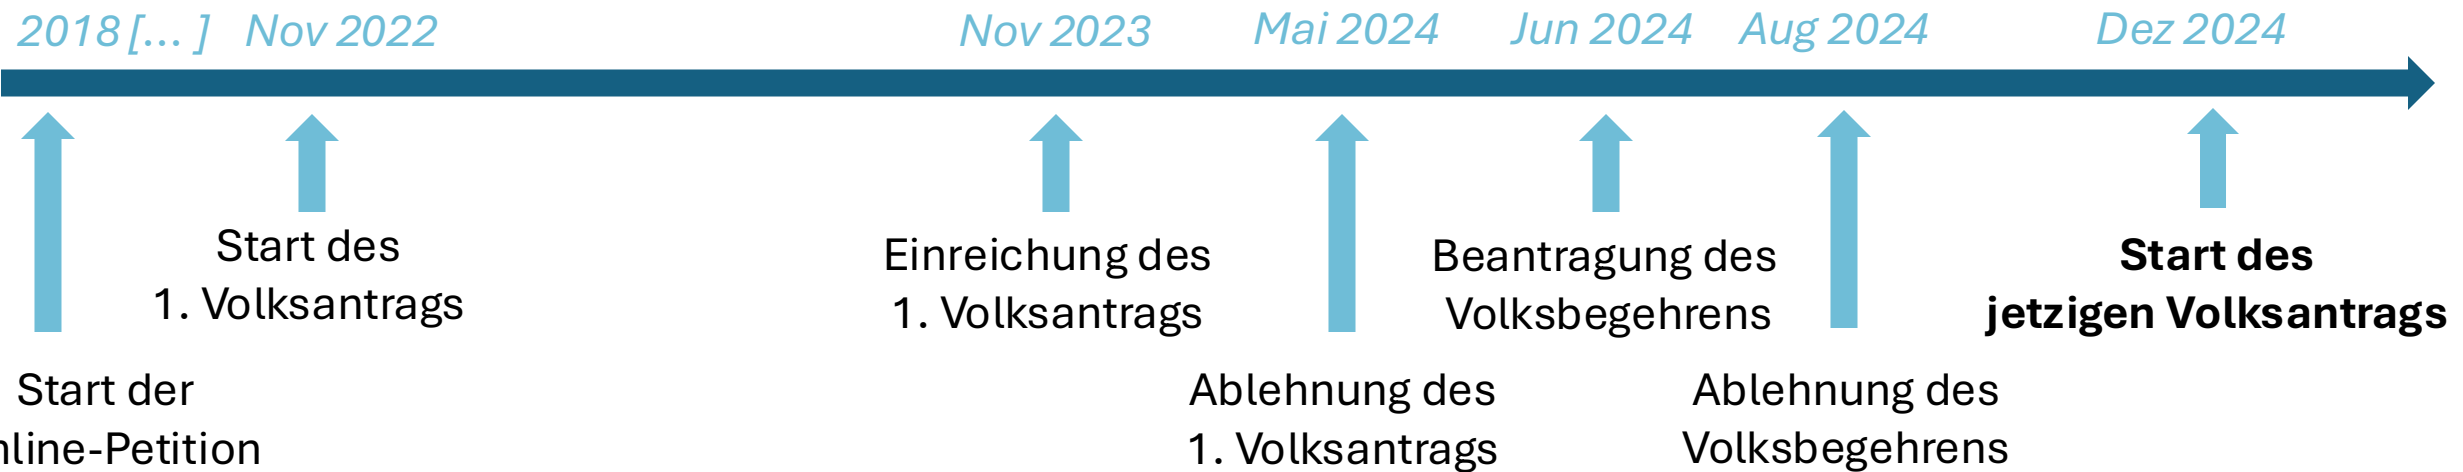 2018 [... ] Nov 2022 Nov 2023 Mai 2024 Jun 2024 Aug 2024 Dez 2024
Start des
1. Volksantrags
Einreichung des
1. Volksantrags
Beantragung des
Volksbegehrens
Start des
jetzigen Volksantrags
Start der
nline-Petition
Ablehnung des
1. Volksantrags
Ablehnung des
Volksbegehrens